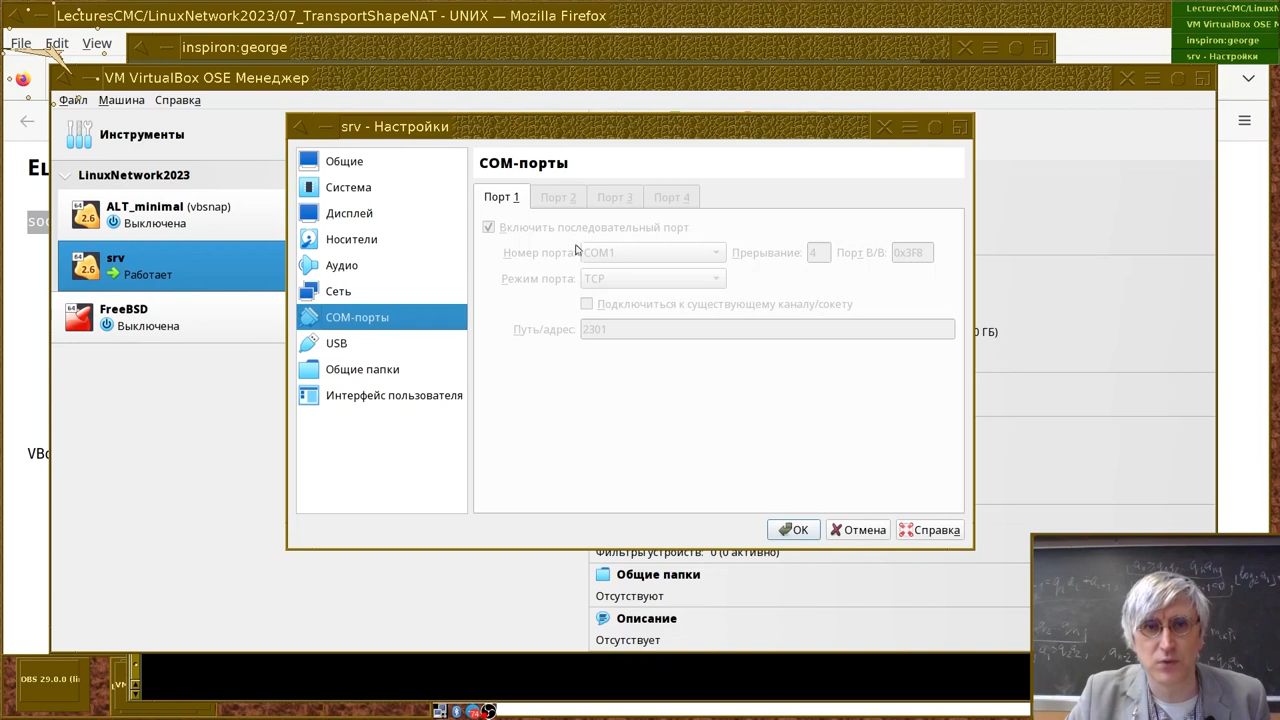 LecturesCMC/LinuxNetwork2023/07_TransportShapeNAT - UNИX — Mozilla Firefox
LecturesCMC/Linux
VM VirtualBox OSE
inspiron:george
srv - Настройки
File Edit View
inspiron:george
VM VirtualBox OSE Менеджер
Файл Машина Справка
Инструменты
LinuxNetwork2023
ALT_minimal (vbsnap)
Выключена
srv
Работает
FreeBSD
Выключена
srv - Настройки
Общие
Система
Дисплей
Носители
Аудио
Сеть
COM-порты
USB
Общие папки
Интерфейс пользователя
COM-порты
Порт 1 Порт 2 Порт 3 Порт 4
Включить последовательный порт
Номер порта: COM1 Прерывание: 4 Порт В/В: 0x3F8
Режим порта: TCP
Подключиться к существующему каналу/сокету
Путь/адрес: 2301
OK Отмена Справка
ГБ)
Фильтры устройств: 0 (0 активно)
Общие папки
Отсутствуют
Описание
Отсутствует
OBS 29.0.0 (li
VM
74